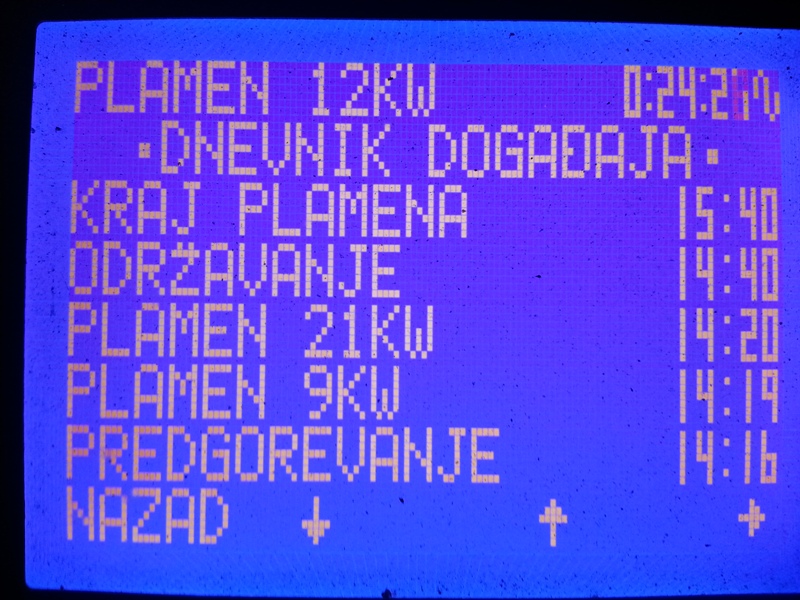 PLAMEN 12KW 0:24:2
·DNEVNIK DOGAĐAJA·
KRAJ PLAMENA 15:40
ODRŽAVANJE 14:40
PLAMEN 21KW 14:20
PLAMEN 9KW 14:19
PREDGOREVANJE 14:16
NAZAD ↓ ↑ →